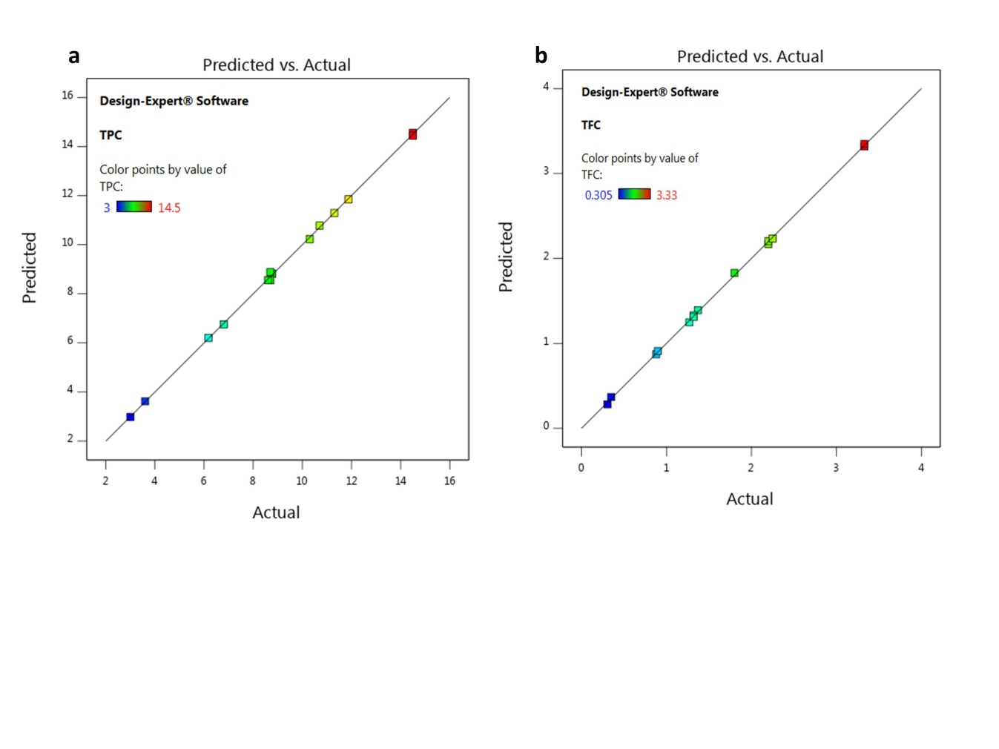 a
Predicted vs. Actual
Design-Expert® Software
TPC
Color points by value of
TPC:
3 14.5
16
14
12
10
8
6
4
2
Predicted
2 4 6 8 10 12 14 16
Actual
b
Predicted vs. Actual
Design-Expert® Software
TFC
Color points by value of
TFC:
0.305 3.33
4
3
2
1
0
Predicted
0 1 2 3 4
Actual